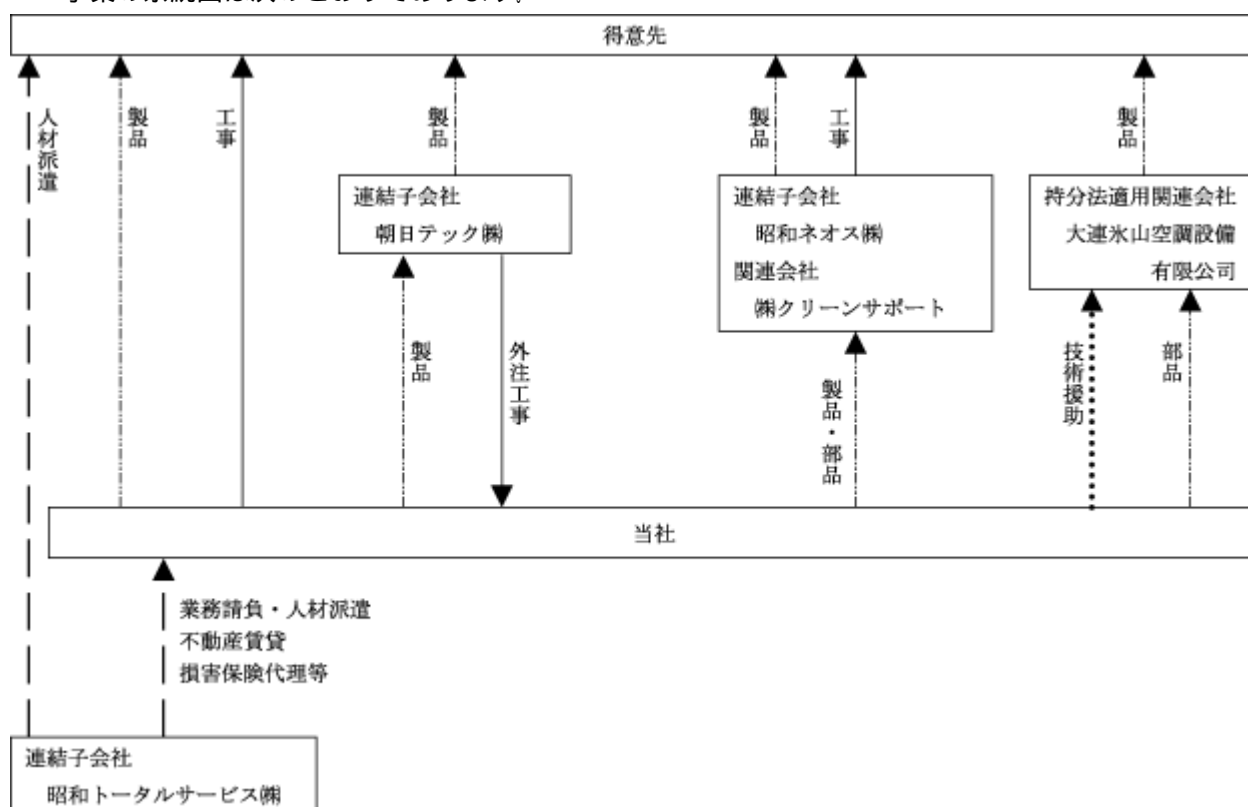 事業の系統図は次のとおりであります。
得意先
人材派遣
製品
工事
製品
製品
工事
製品
連結子会社
朝日テック㈱
連結子会社
昭和ネオス㈱
関連会社
㈱クリーンサポート
持分法適用関連会社
大連氷山空調設備
有限公司
製品
外注工事
製品・部品
技術援助
部品
当社
業務請負・人材派遣
不動産賃貸
損害保険代理等
連結子会社
昭和トータルサービス㈱